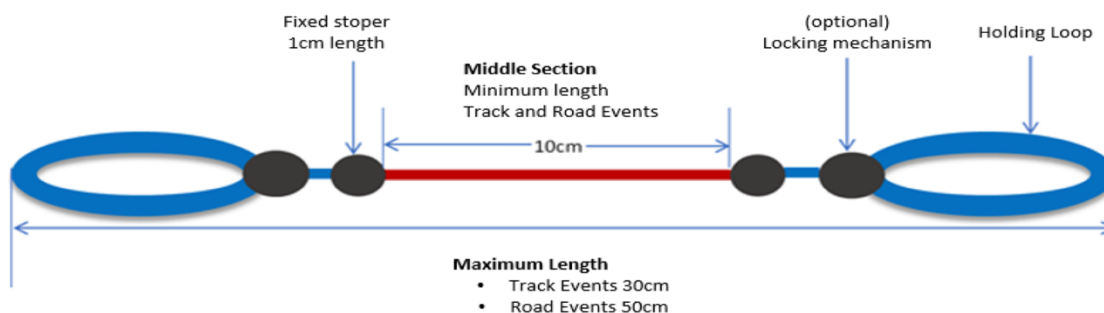 Fixed stoper
1cm length
(optional)
Locking mechanism
Holding Loop
Middle Section
Minimum length
Track and Road Events
10cm
Maximum Length
• Track Events 30cm
• Road Events 50cm